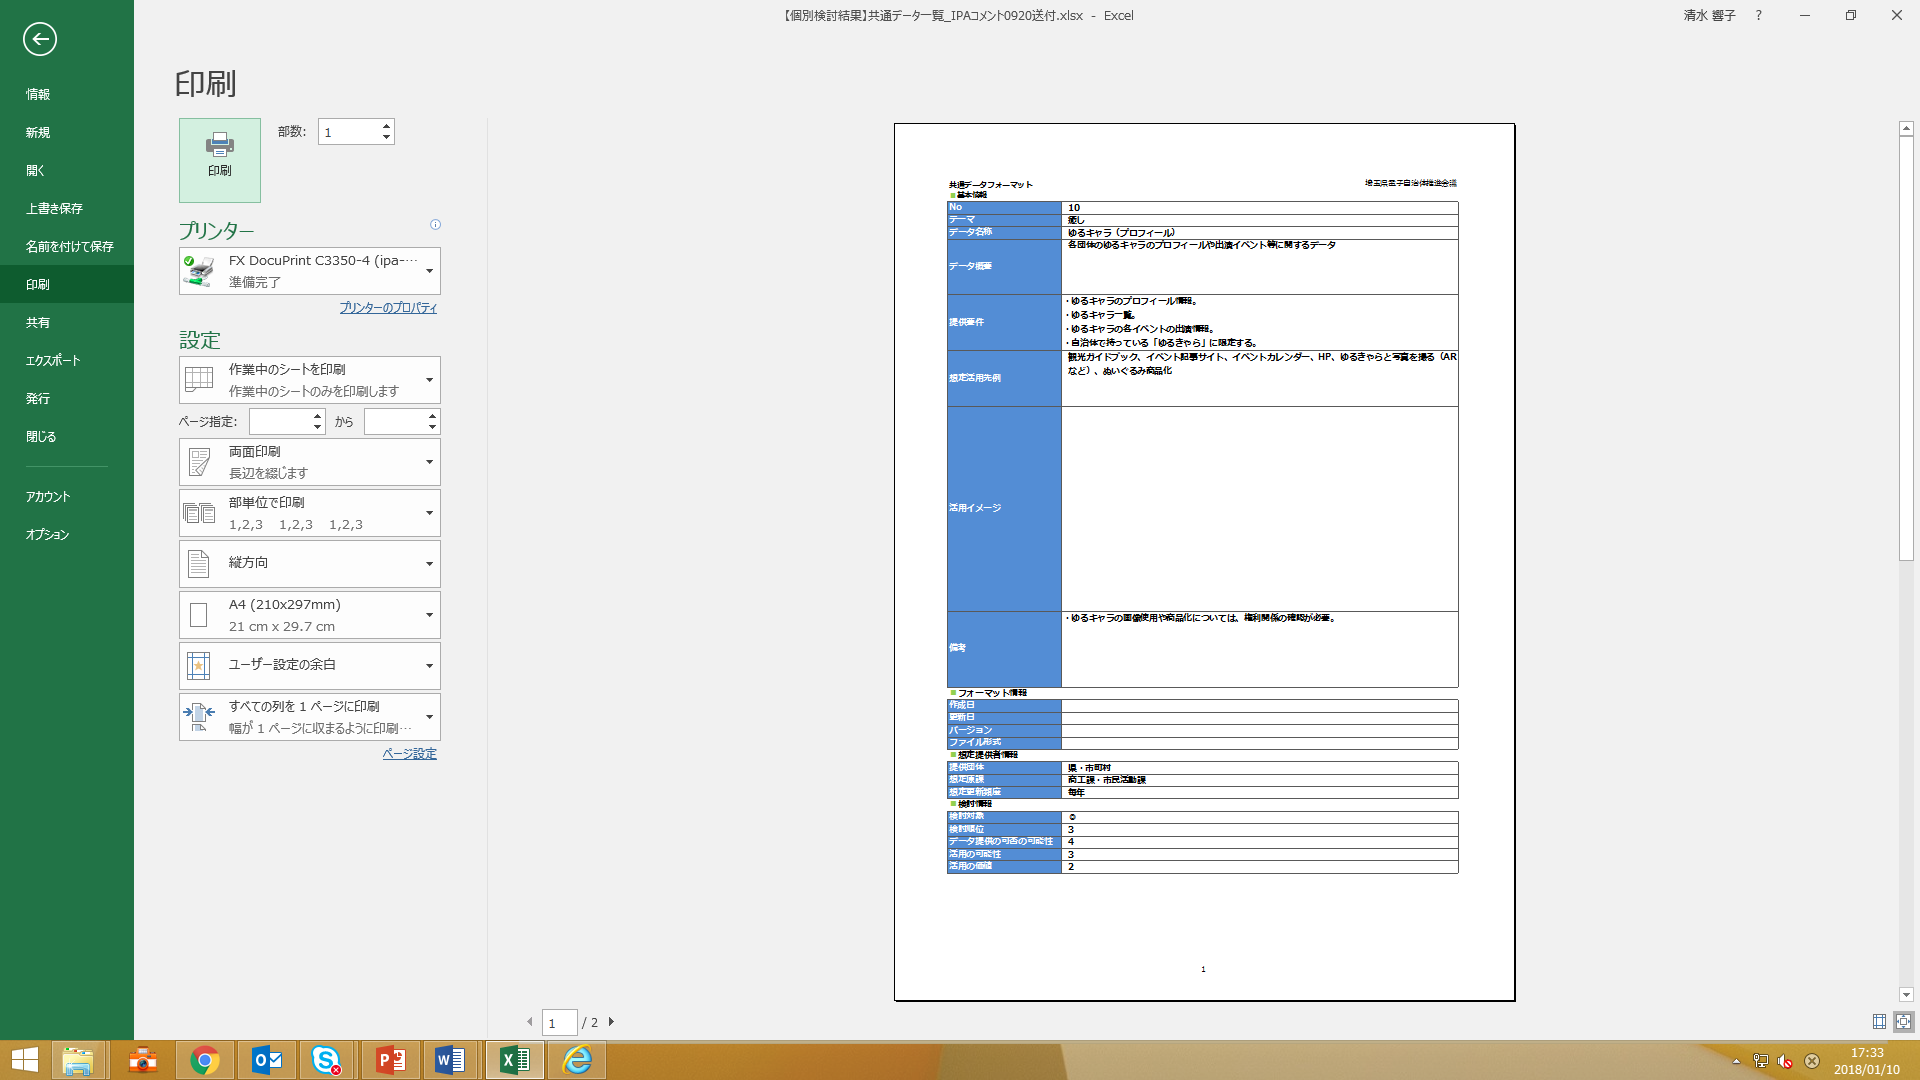 【個別検討結果】共通データ一覧_IPAコメント0920送付.xlsx - Excel
清水 響子
?
情報
新規
開く
上書き保存
名前を付けて保存
印刷
共有
エクスポート
発行
閉じる
アカウント
オプション
印刷
印刷
部数: 1
プリンター
FX DocuPrint C3350-4 (ipa-…
準備完了
プリンターのプロパティ
設定
作業中のシートを印刷
作業中のシートのみを印刷します
ページ指定: から
両面印刷
長辺を綴じます
部単位で印刷
1,2,3 1,2,3 1,2,3
縦方向
A4 (210x297mm)
21 cm x 29.7 cm
ユーザー設定の余白
すべての列を 1 ページに印刷
幅が 1 ページに収まるように印刷…
ページ設定
共通データフォーマット 埼玉県電子自治体推進会議
■基本情報
No 10
テーマ 癒し
データ名称 ゆるキャラ（プロフィール）
データ概要 各団体のゆるキャラのプロフィールや出演イベント等に関するデータ
提供要件
・ゆるキャラのプロフィール情報。
・ゆるキャラ一覧。
・ゆるキャラの各イベントの出演情報。
・自治体で持っている「ゆるきゃら」に限定する。
想定活用先例
観光ガイドブック、イベント記事サイト、イベントカレンダー、HP、ゆるきゃらと写真を撮る（AR
など）、ぬいぐるみ商品化
活用イメージ
備考 ・ゆるキャラの画像使用や商品化については、権利関係の確認が必要。
■フォーマット情報
作成日
更新日
バージョン
ファイル形式
■想定提供者情報
提供団体 県・市町村
想定原課 商工課・市民活動課
想定更新頻度 毎年
■検討情報
検討対象 ◎
検討順位 3
データ提供の可否の可能性 4
活用の可能性 3
活用の価値 2
1
1 / 2
17:33
2018/01/10